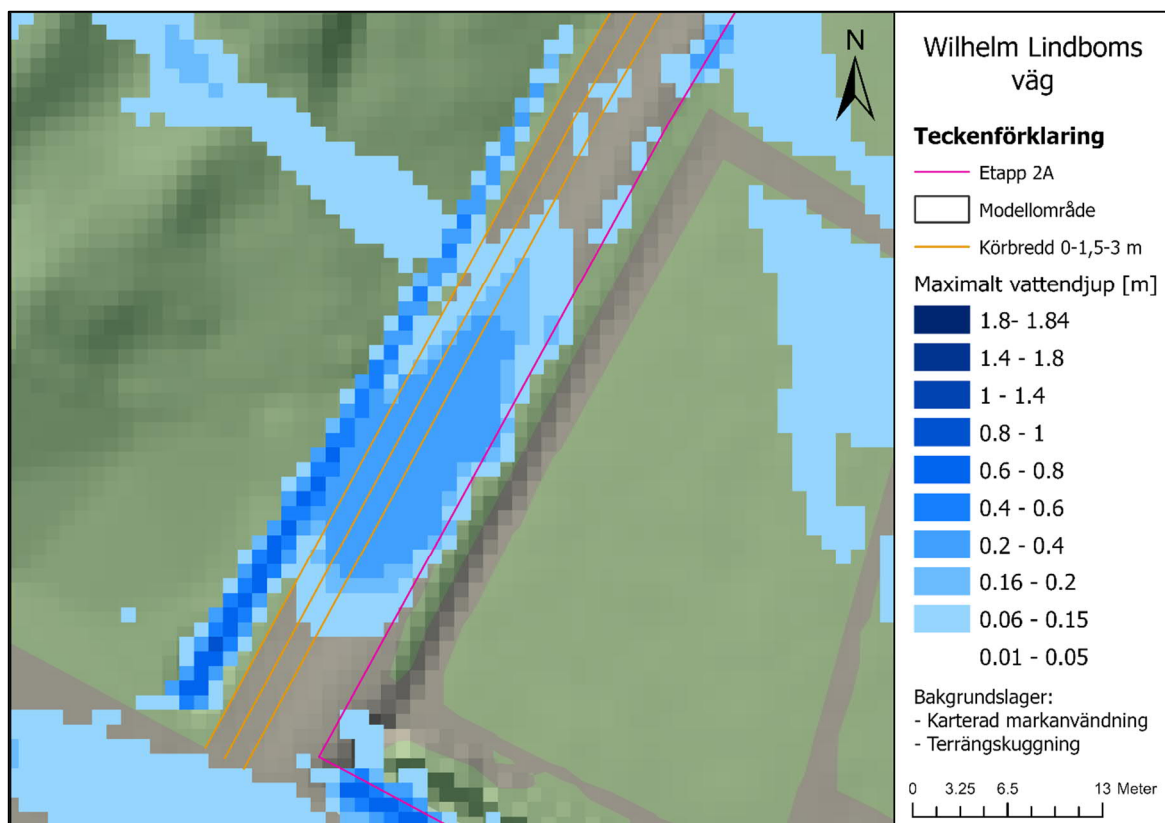 N
Wilhelm Lindboms
väg
Teckenförklaring
Etapp 2A
Modellområde
Körbredd 0-1,5-3 m
Maximalt vattendjup [m]
1.8- 1.84
1.4 - 1.8
1 - 1.4
0.8 - 1
0.6 - 0.8
0.4 - 0.6
0.2 - 0.4
0.16 - 0.2
0.06 - 0.15
0.01 - 0.05
Bakgrundslager:
- Karterad markanvändning
- Terrängskuggning
0 3.25 6.5 13 Meter